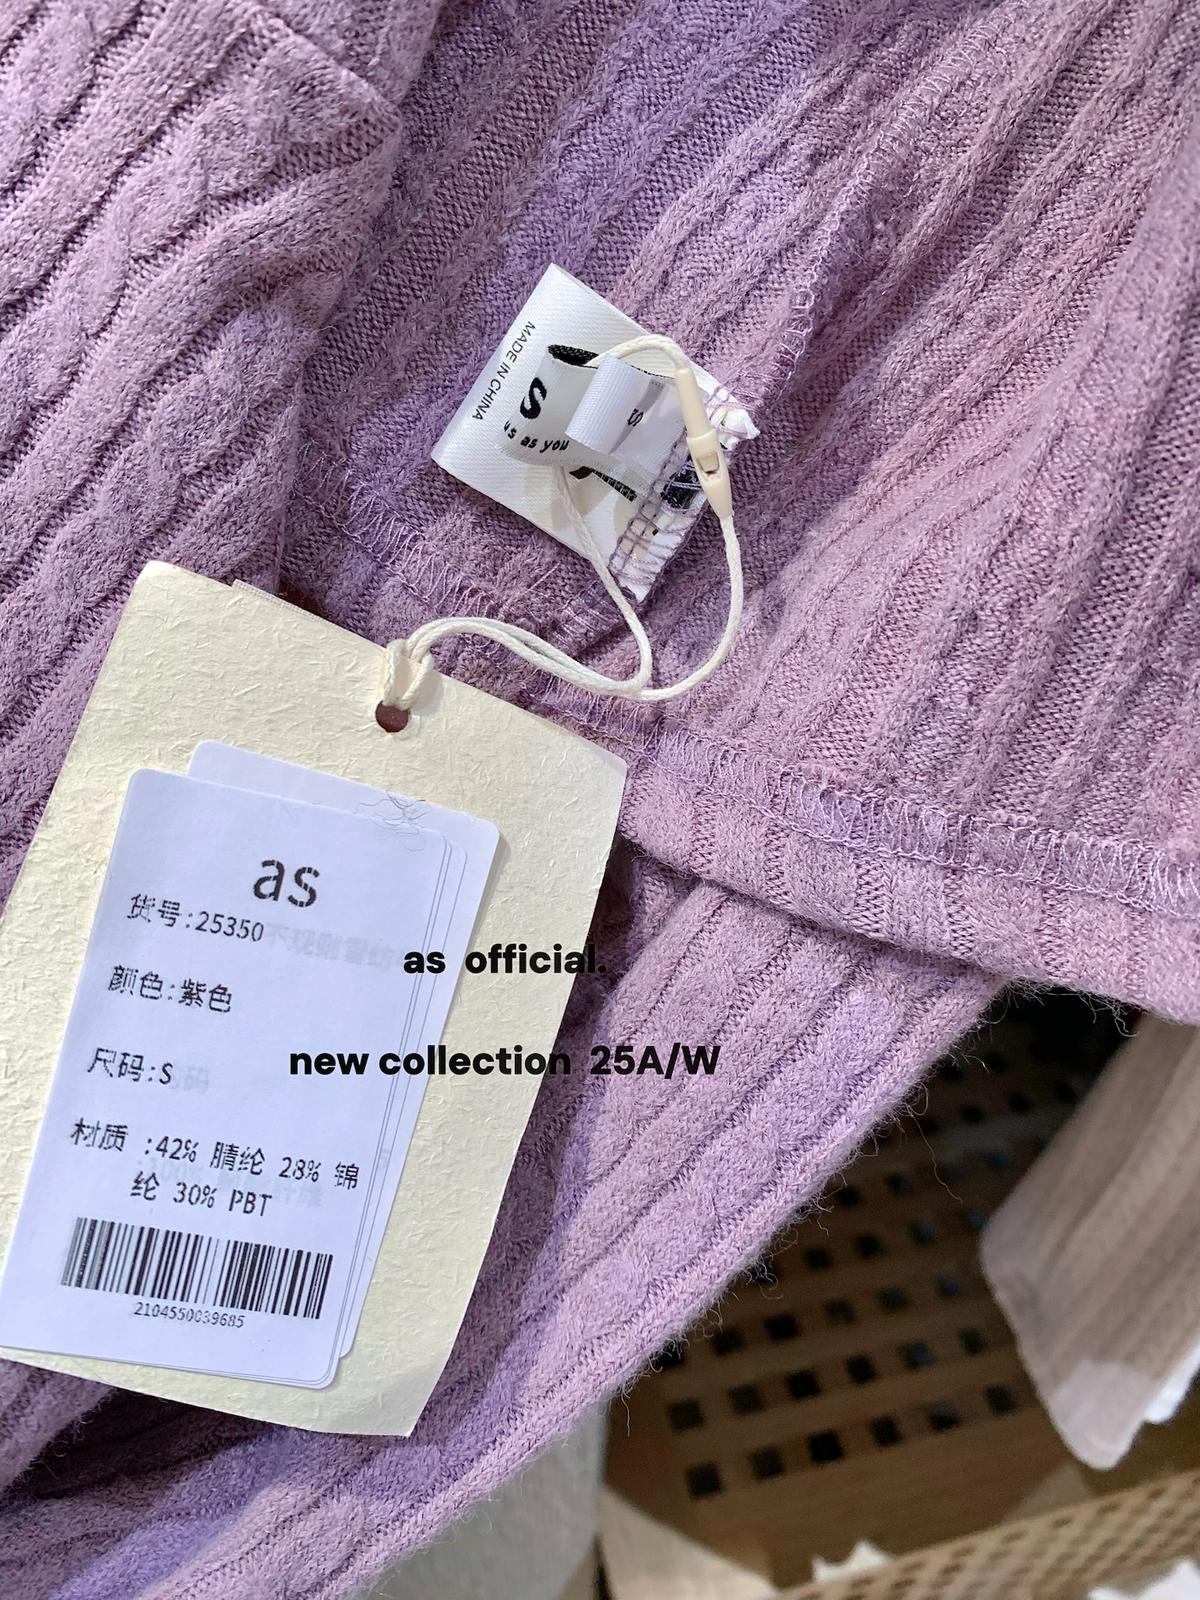 MADE IN CHINA
S
as as you
S
as
货号:25350
颜色:紫色
尺码:S
材质 :42% 腈纶 28% 锦
纶 30% PBT
2104550039685
as official.
new collection 25A/W